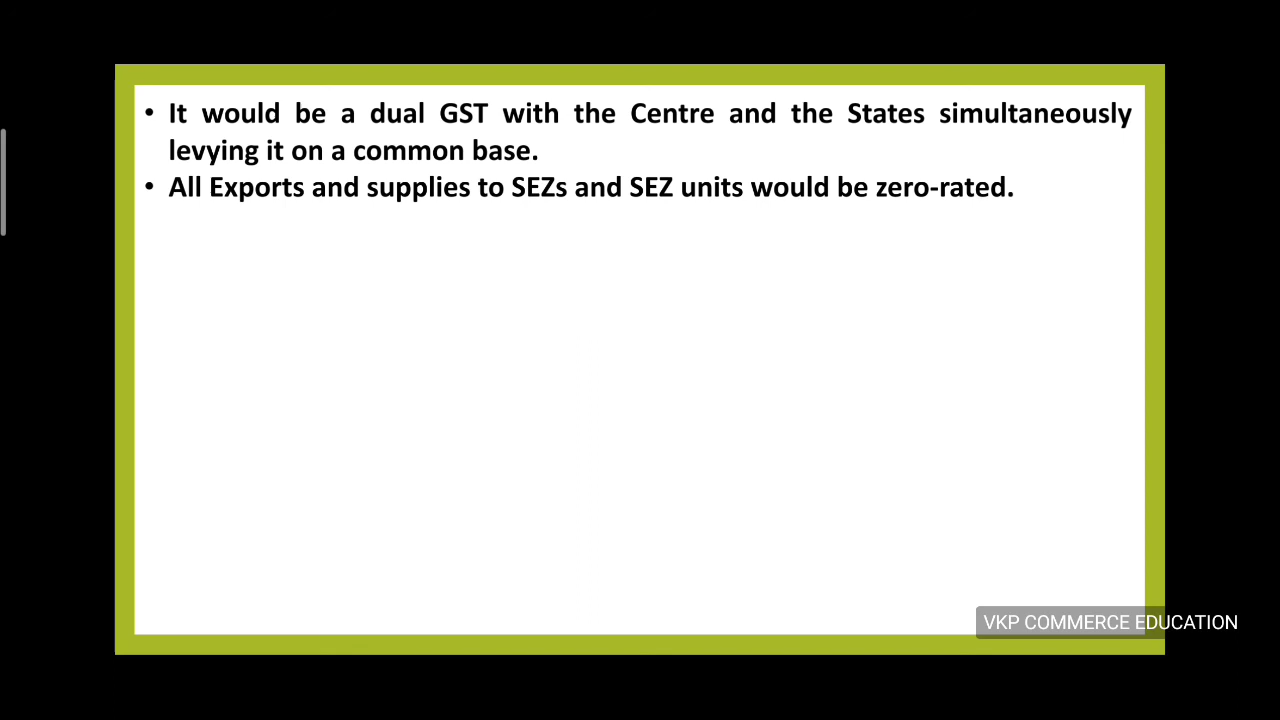 • It would be a dual GST with the Centre and the States simultaneously
levying it on a common base.
• All Exports and supplies to SEZs and SEZ units would be zero-rated.
VKP COMMERCE EDUCATION